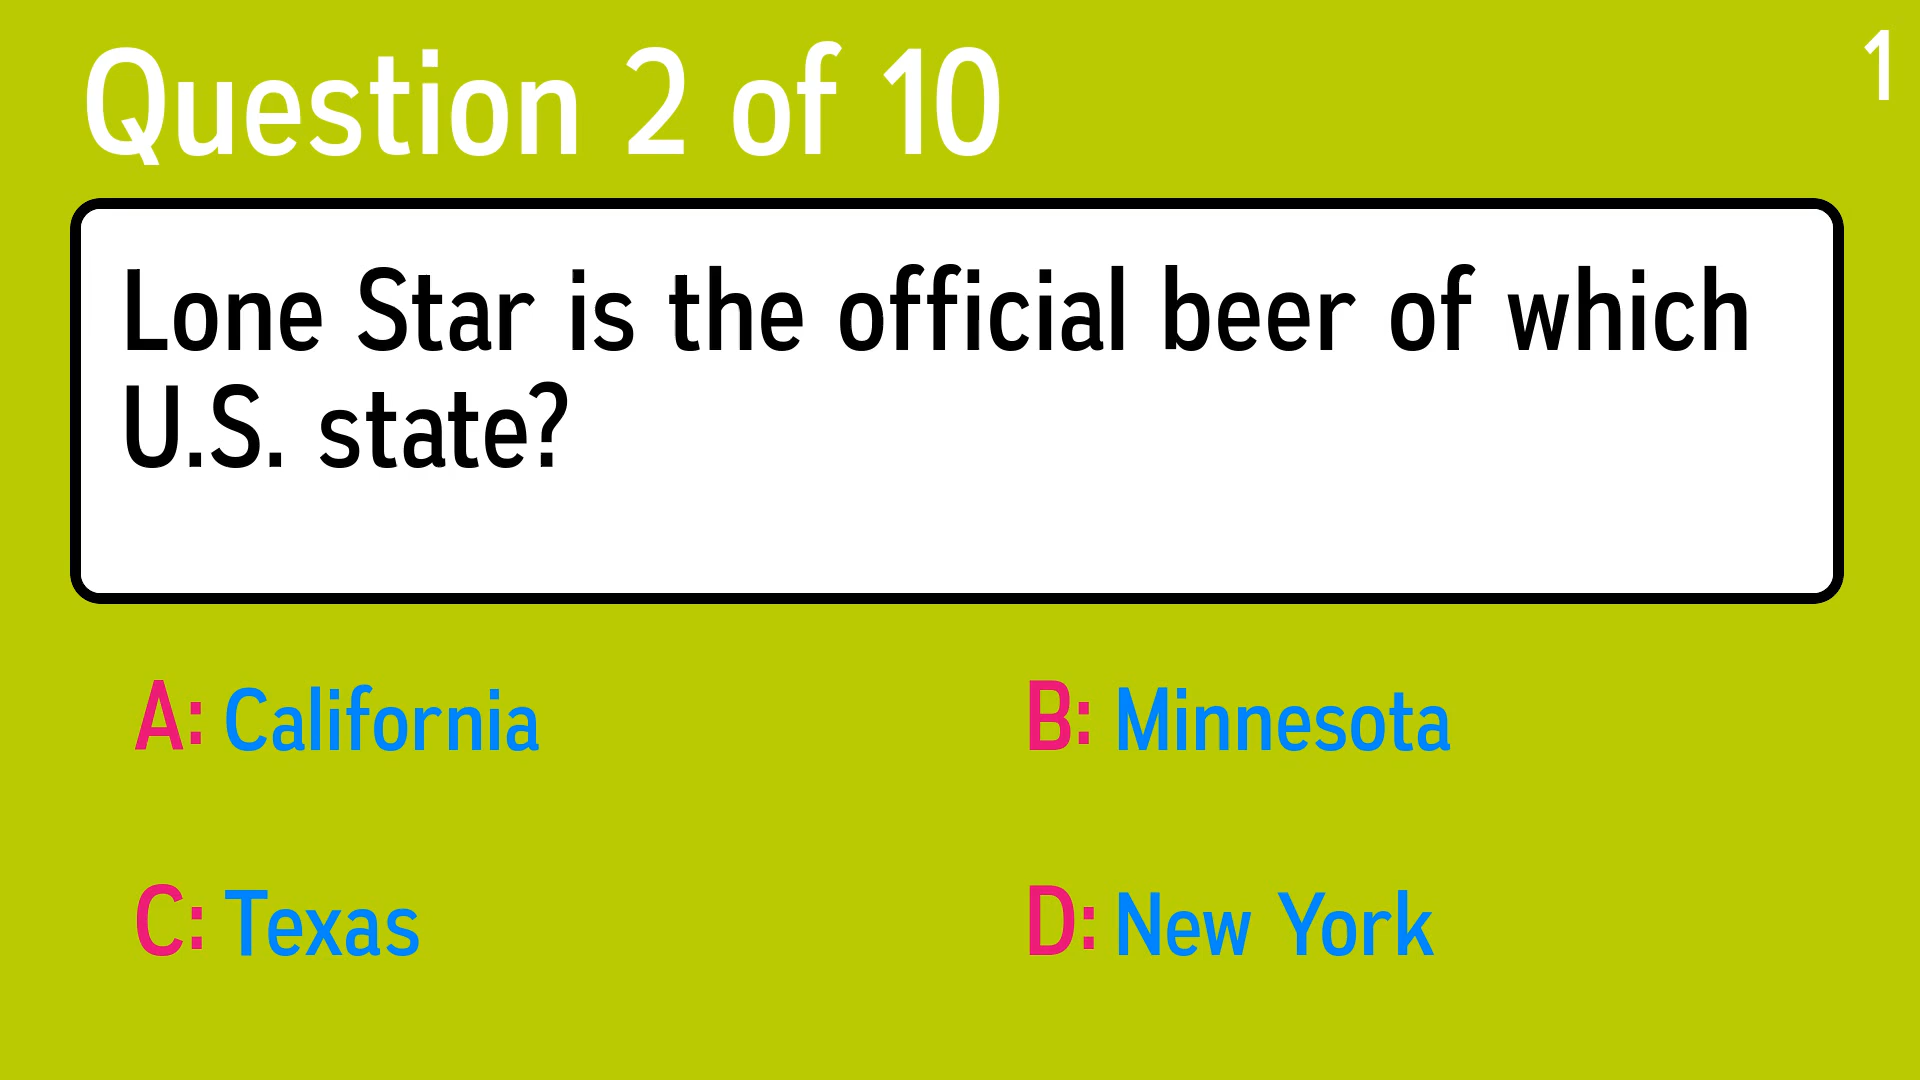 Question 2 of 10
1
Lone Star is the official beer of which
U.S. state?
A: California
B: Minnesota
C: Texas
D: New York